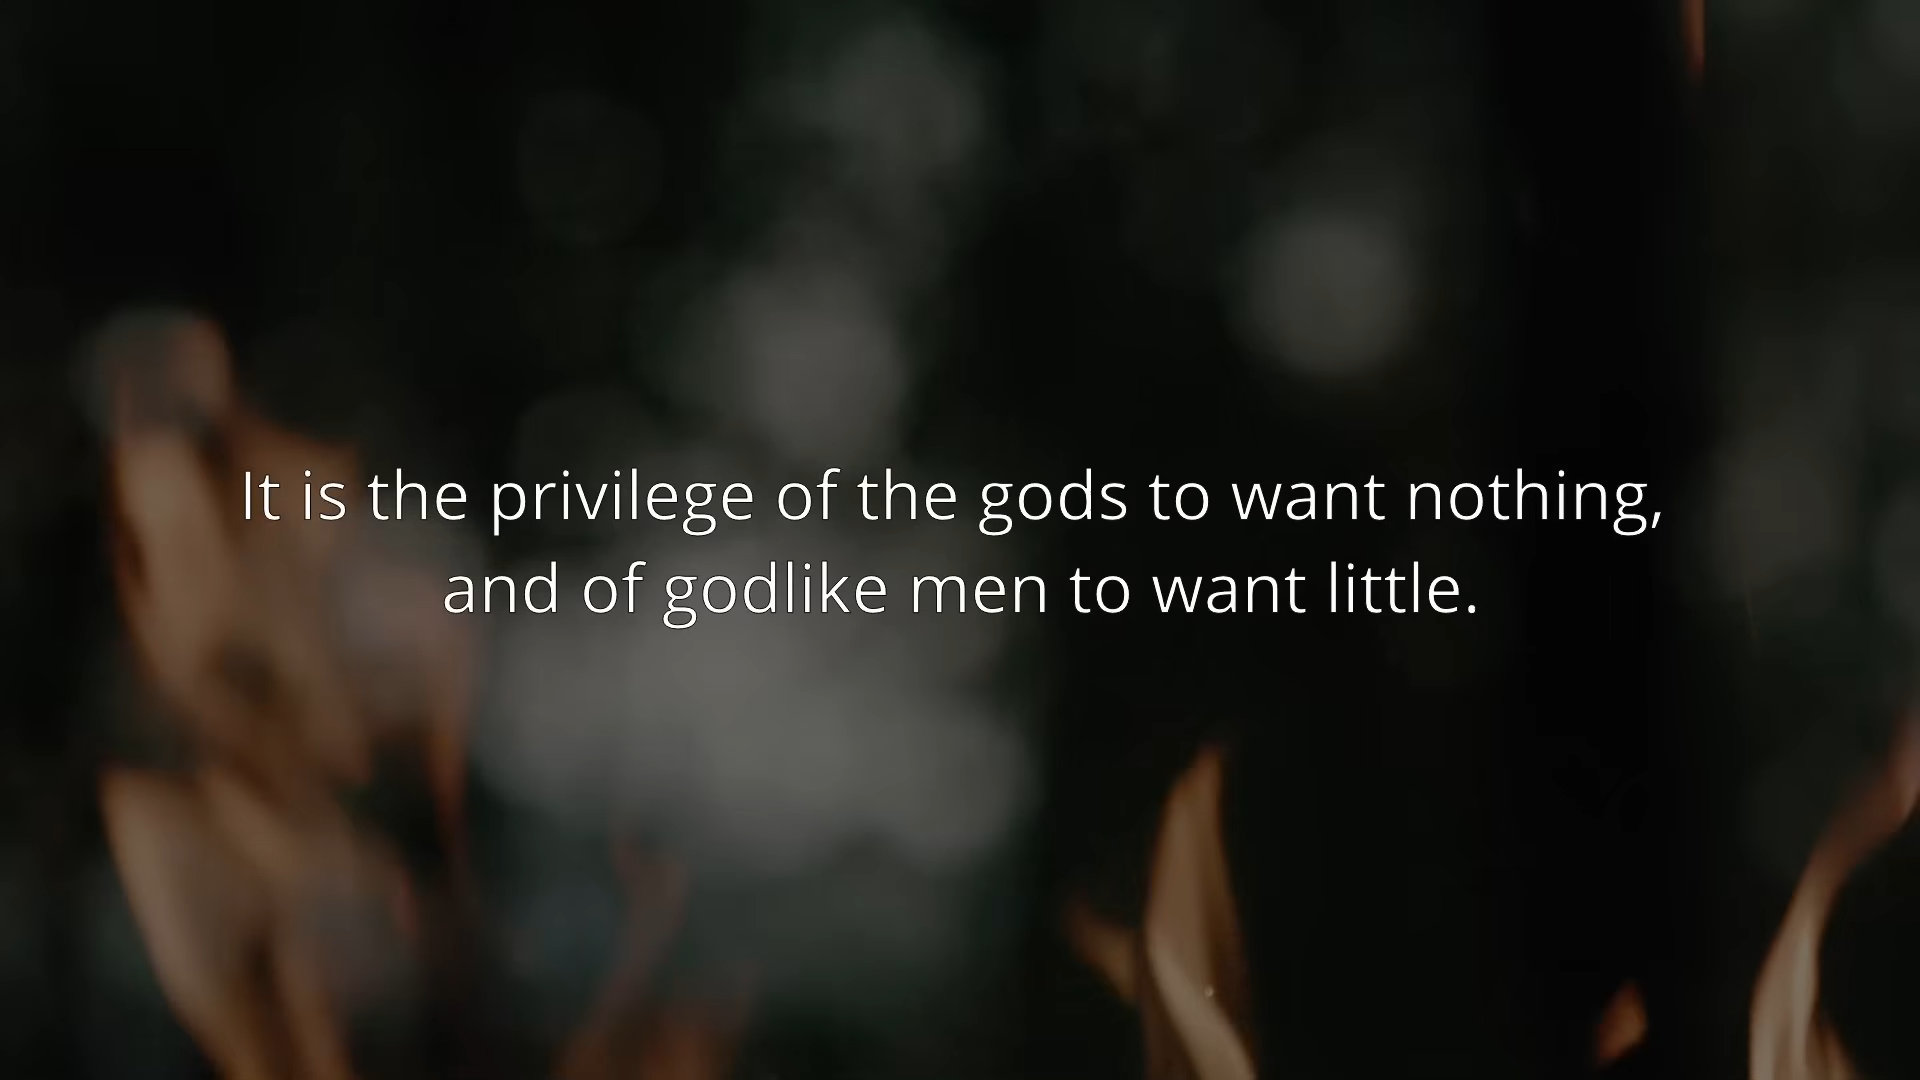 It is the privilege of the gods to want nothing,
and of godlike men to want little.